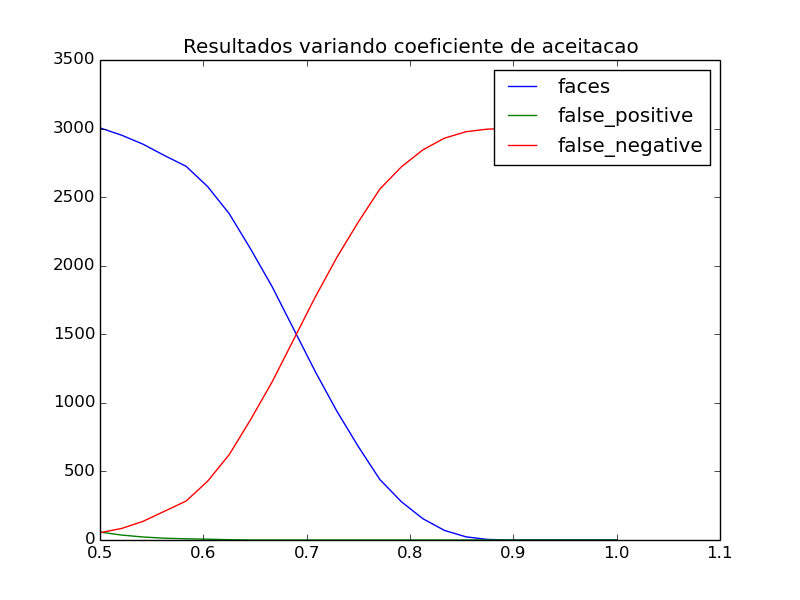 Resultados variando coeficiente de aceitacao
3500
3000
2500
2000
1500
1000
500
0
faces
false_positive
false_negative
0.5 0.6 0.7 0.8 0.9 1.0 1.1